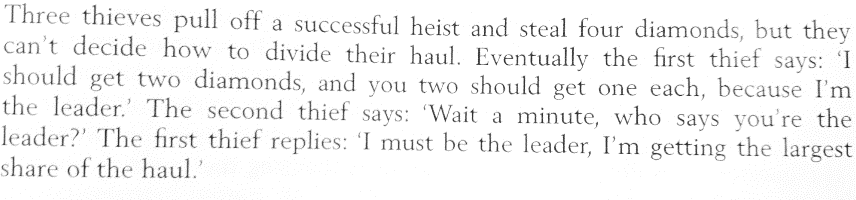 Three thieves pull off a successful heist and steal four diamonds, but they
can't decide how to divide their haul. Eventually the first thief says: 'I
should get two diamonds, and you two should get one each, because I'm
the leader.' The second thief says: 'Wait a minute, who says you're the
leader?' The first thief replies: 'I must be the leader, I'm getting the largest
share of the haul.'